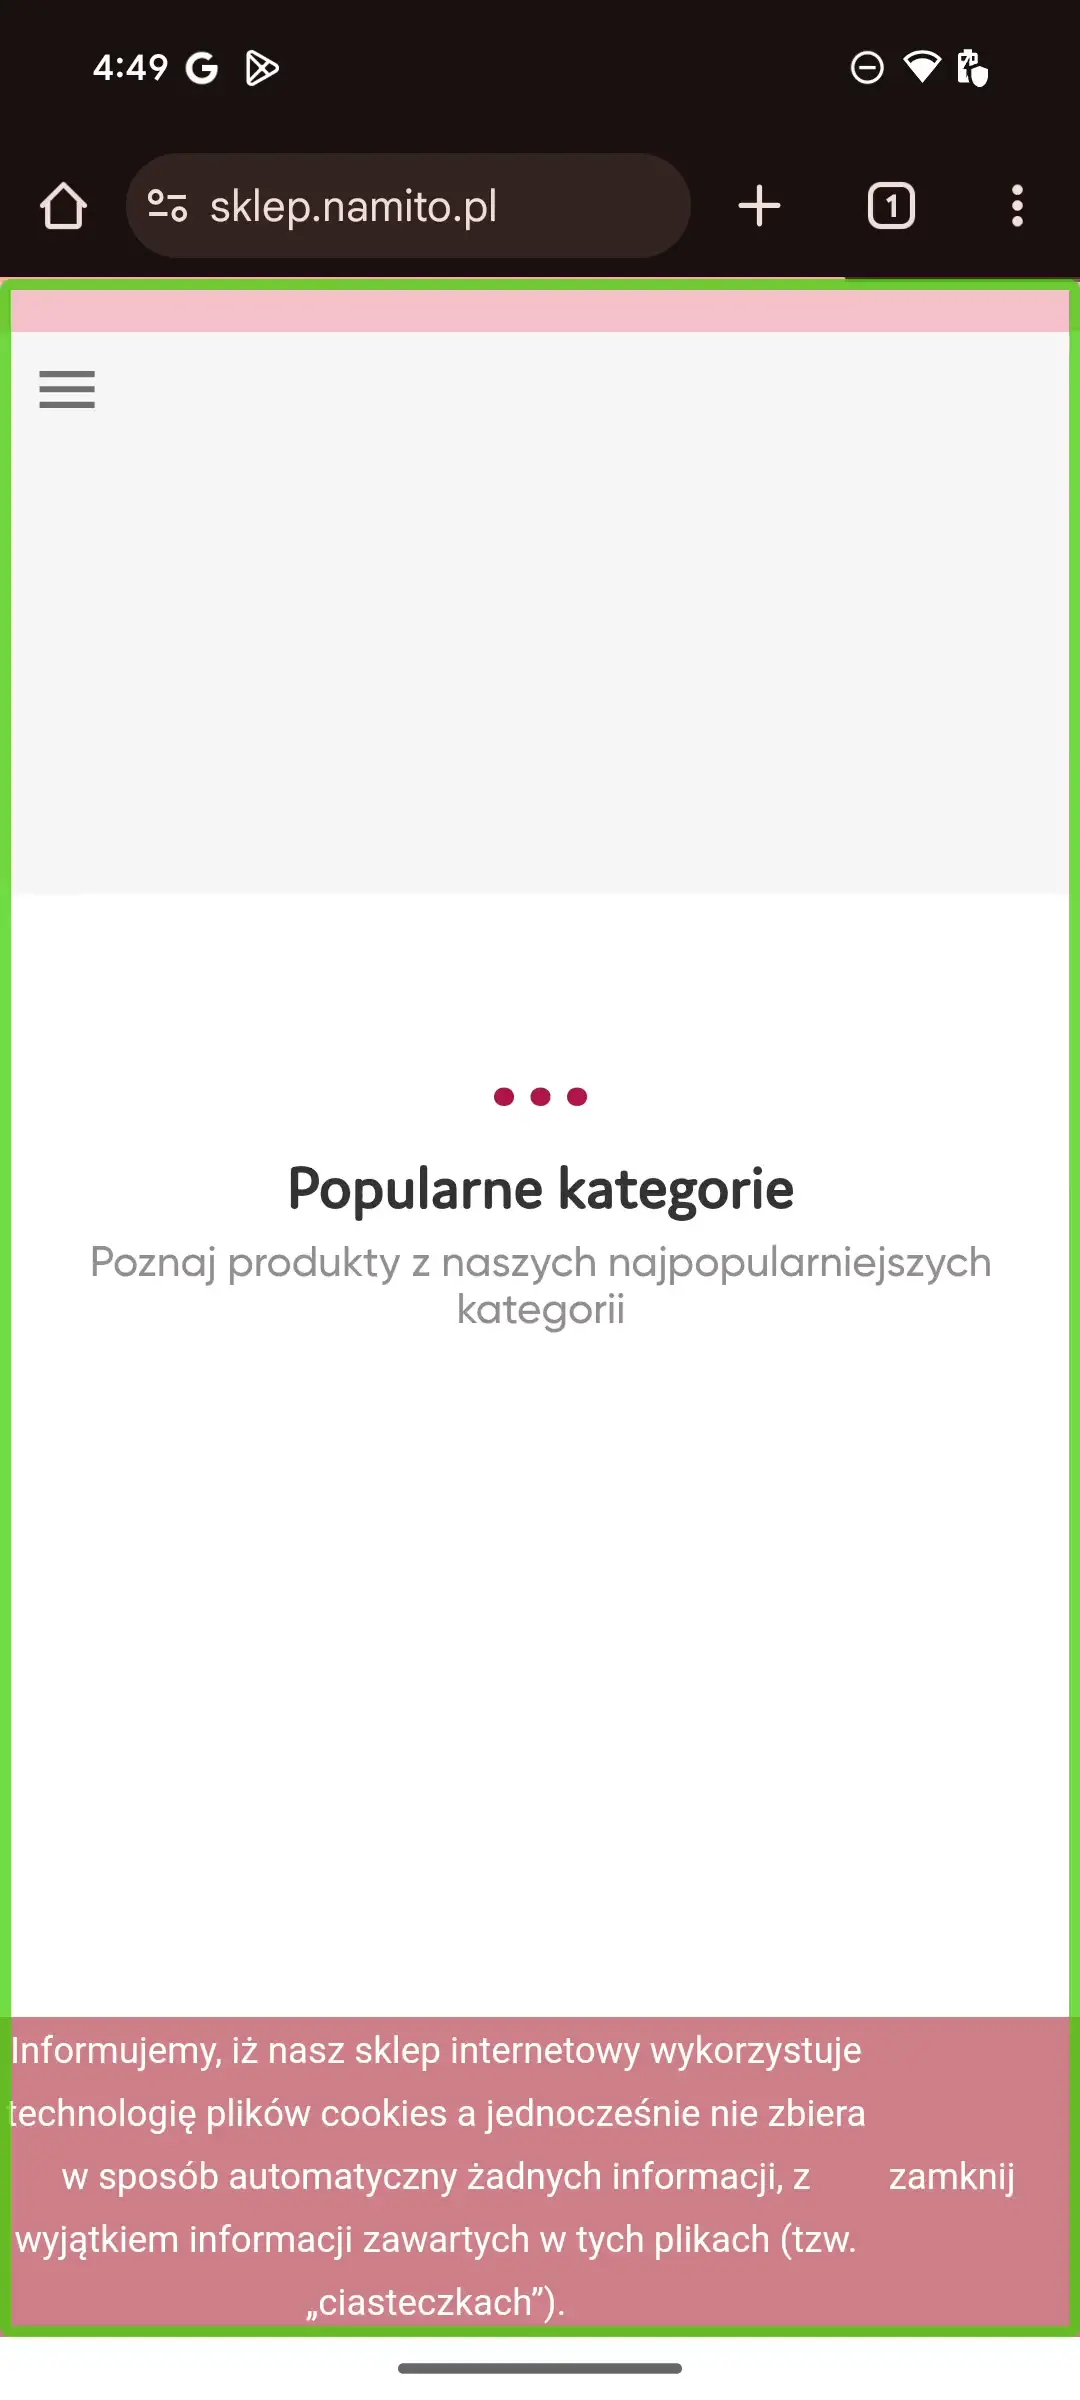 4:49
sklep.namito.pl
1
Popularne kategorie
Poznaj produkty z naszych najpopularniejszych
kategorii
Informujemy, iż nasz sklep internetowy wykorzystuje
technologię plików cookies a jednocześnie nie zbiera
w sposób automatyczny żadnych informacji, z
zamknij
wyjątkiem informacji zawartych w tych plikach (tzw.
„ciasteczkach”).